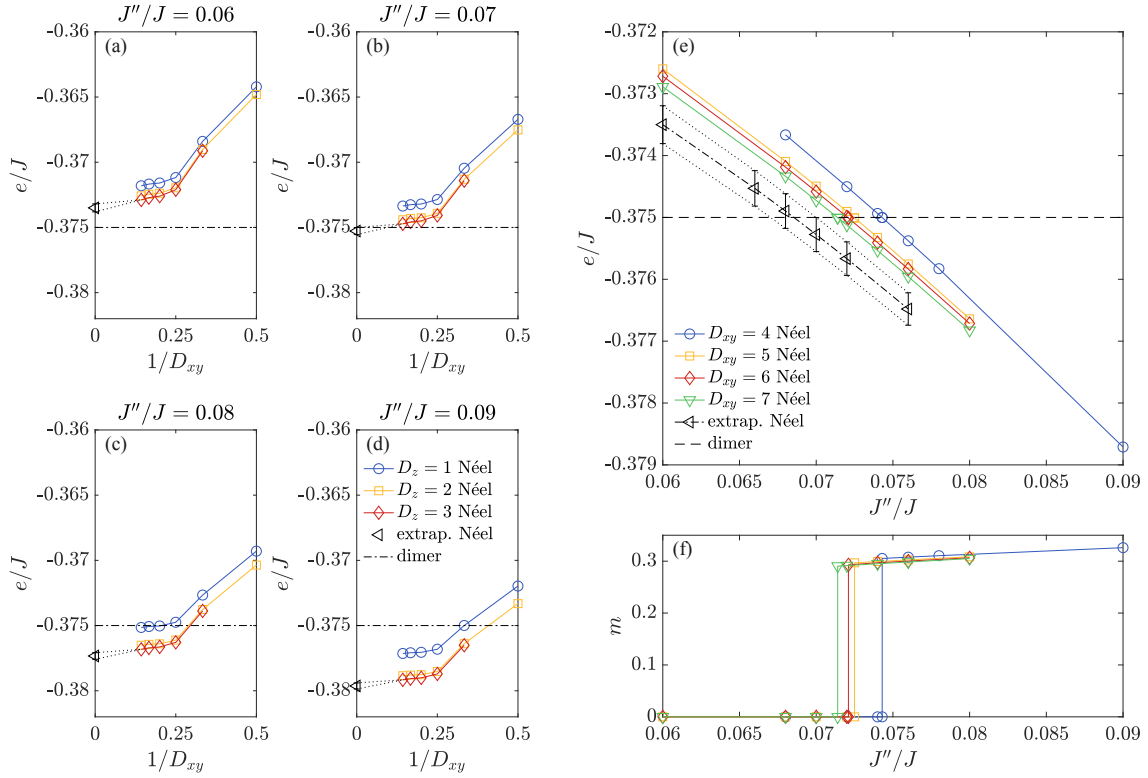 J''/J = 0.06
(a)
-0.36
-0.365
-0.37
-0.375
-0.38
e/J
0
0.25
0.5
1/D_xy
J''/J = 0.07
(b)
-0.36
-0.365
-0.37
-0.375
-0.38
e/J
0
0.25
0.5
1/D_xy
J''/J = 0.08
(c)
-0.36
-0.365
-0.37
-0.375
-0.38
e/J
0
0.25
0.5
1/D_xy
J''/J = 0.09
(d)
-0.36
-0.365
-0.37
-0.375
-0.38
e/J
D_z = 1 Néel
D_z = 2 Néel
D_z = 3 Néel
extrap. Néel
dimer
0
0.25
0.5
1/D_xy
(e)
-0.372
-0.373
-0.374
-0.375
-0.376
-0.377
-0.378
-0.379
e/J
D_xy = 4 Néel
D_xy = 5 Néel
D_xy = 6 Néel
D_xy = 7 Néel
extrap. Néel
dimer
0.06
0.065
0.07
0.075
0.08
0.085
0.09
J''/J
(f)
0.3
0.2
0.1
0
m
0.06
0.065
0.07
0.075
0.08
0.085
0.09
J''/J